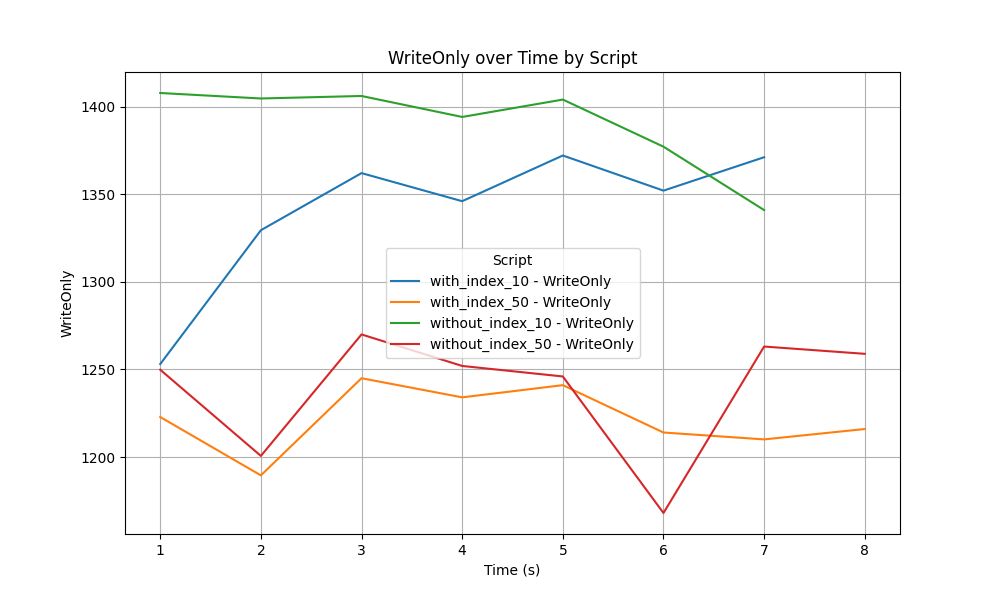 WriteOnly over Time by Script
WriteOnly
1400
1350
1300
1250
1200
Script
with_index_10 - WriteOnly
with_index_50 - WriteOnly
without_index_10 - WriteOnly
without_index_50 - WriteOnly
1 2 3 4 5 6 7 8
Time (s)